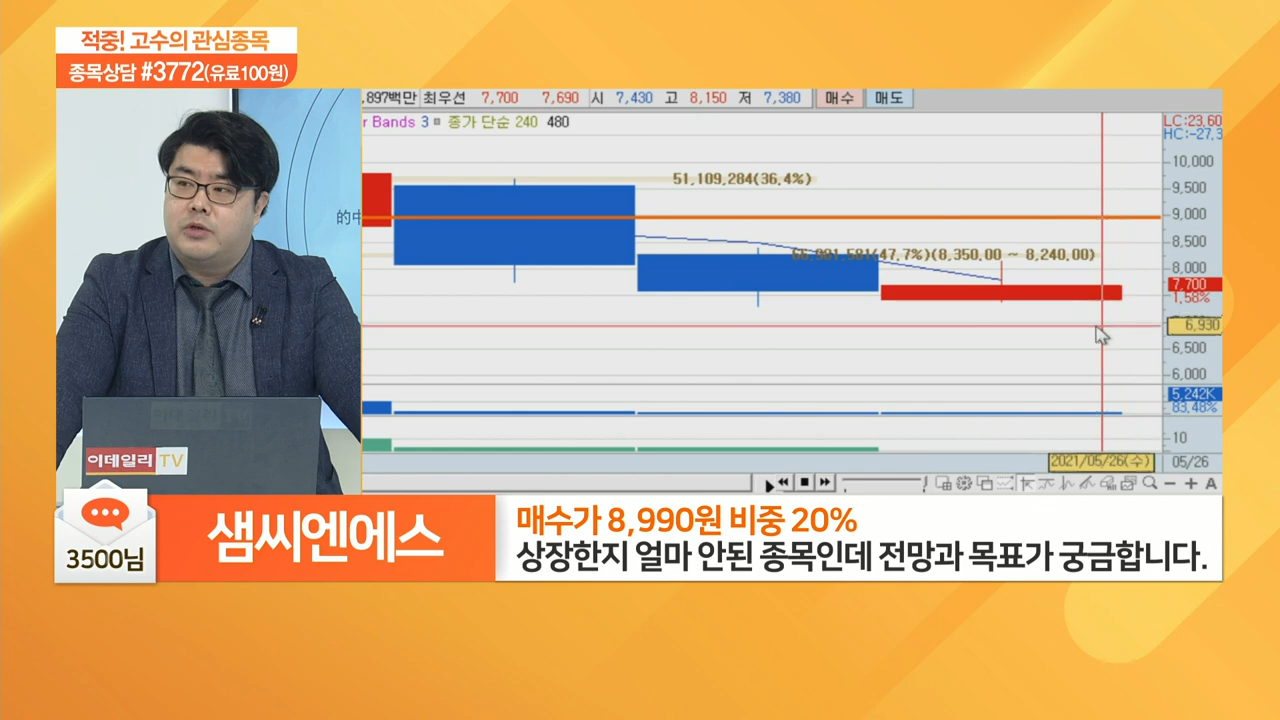 적중! 고수의 관심종목
종목상담 #3772(유료100원)
,897백만 최우선 7,700 7,690 시 7,430 고 8,150 저 7,380 매수 매도
r Bands 3 종가 단순 240 480
LC:23,60
HC:-27,3
10,000
51,109,284(36.4%)
9,500
9,000
的中
8,500
(47.7%)(8,350.00 ~ 8,240.00)
8,000
7,700
1,58%
6,930
6,500
6,000
5,242K
83,48%
10
2021/05/26(수) 05/26
A
이데일리 TV
3500님
샘씨엔에스
매수가 8,990원 비중 20%
상장한지 얼마 안된 종목인데 전망과 목표가 궁금합니다.